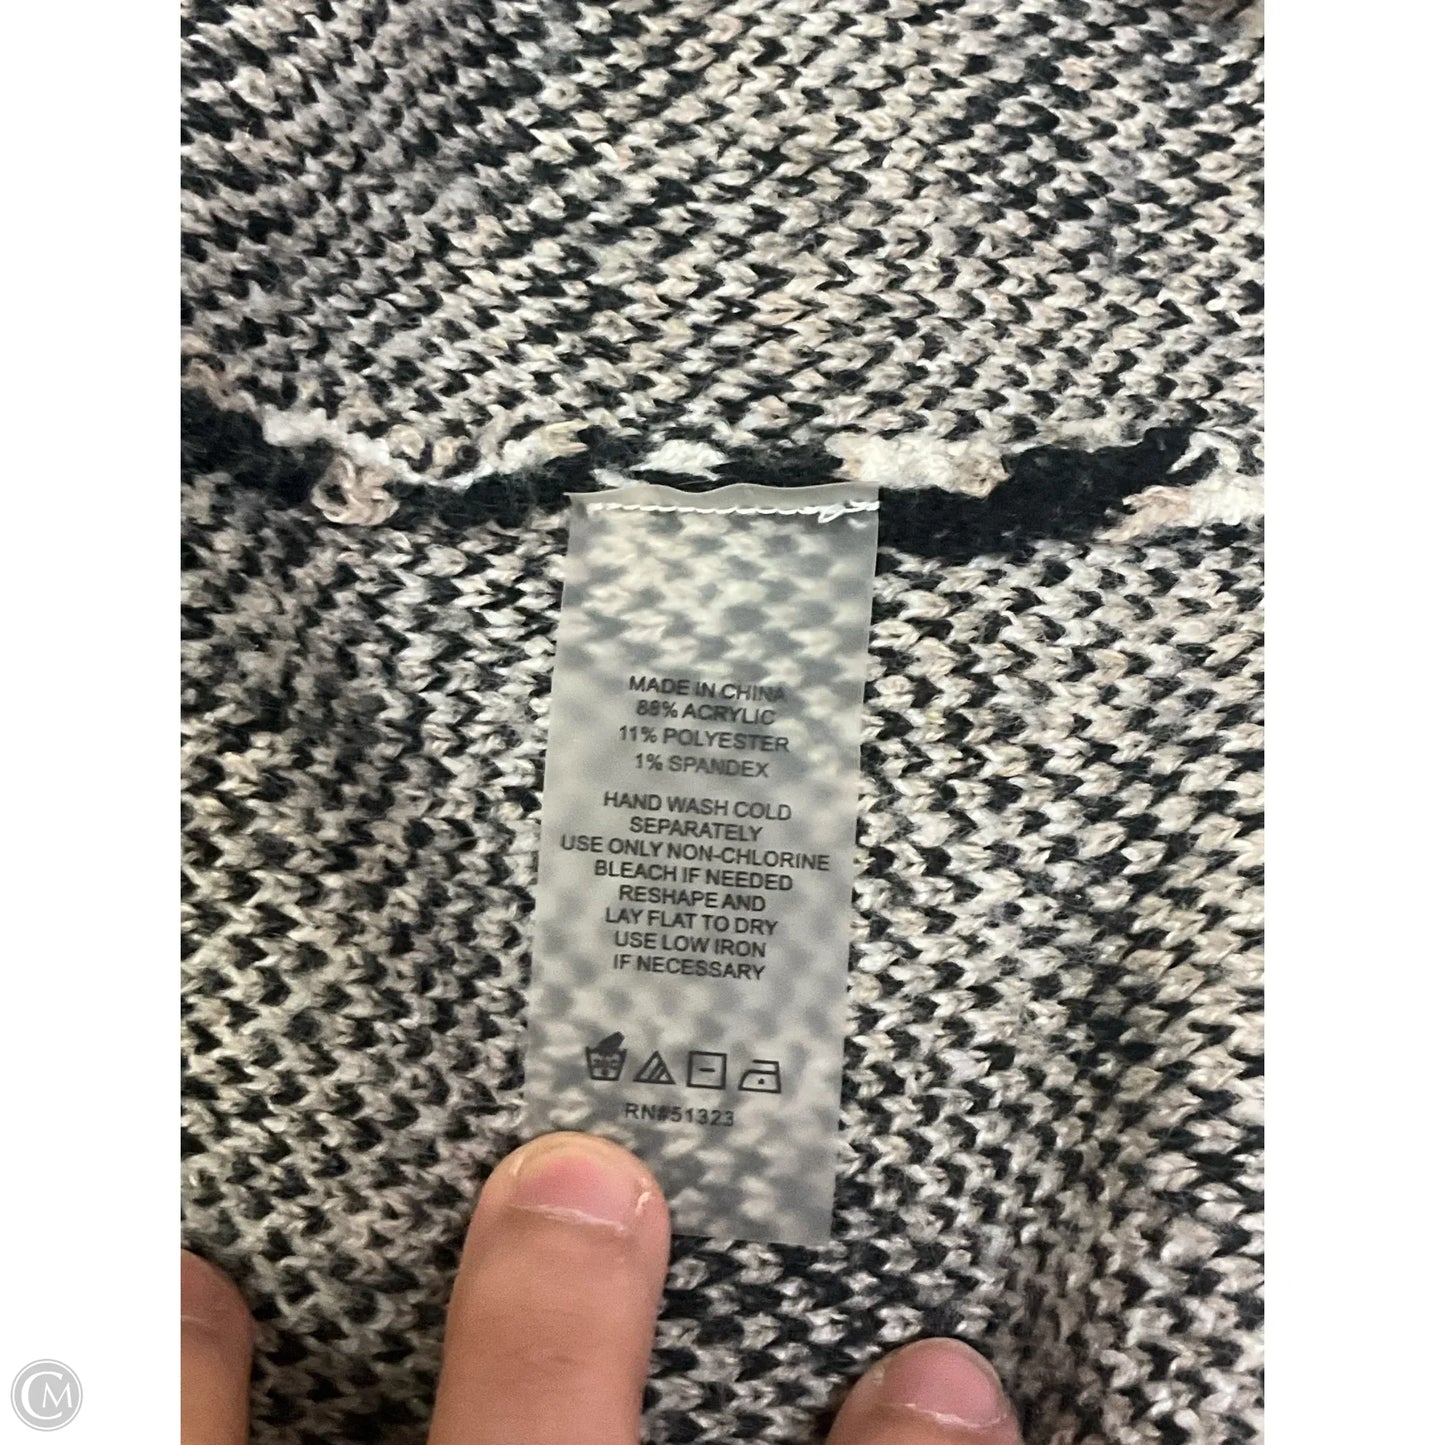 MADE IN CHINA
88% ACRYLIC
11% POLYESTER
1% SPANDEX
HAND WASH COLD
SEPARATELY
USE ONLY NON-CHLORINE
BLEACH IF NEEDED
RESHAPE AND
LAY FLAT TO DRY
USE LOW IRON
IF NECESSARY
RN#51323
CM